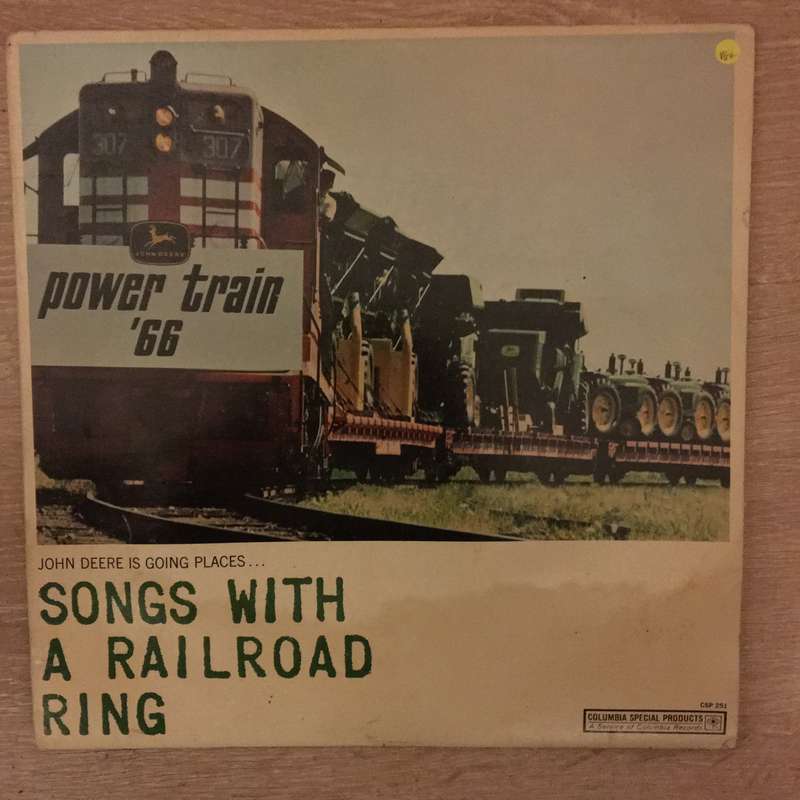 307
307
JOHN DEERE
power train
'66
JOHN DEERE IS GOING PLACES...
SONGS WITH
A RAILROAD
RING
CSP 251
COLUMBIA SPECIAL PRODUCTS
A Service of Columbia Records